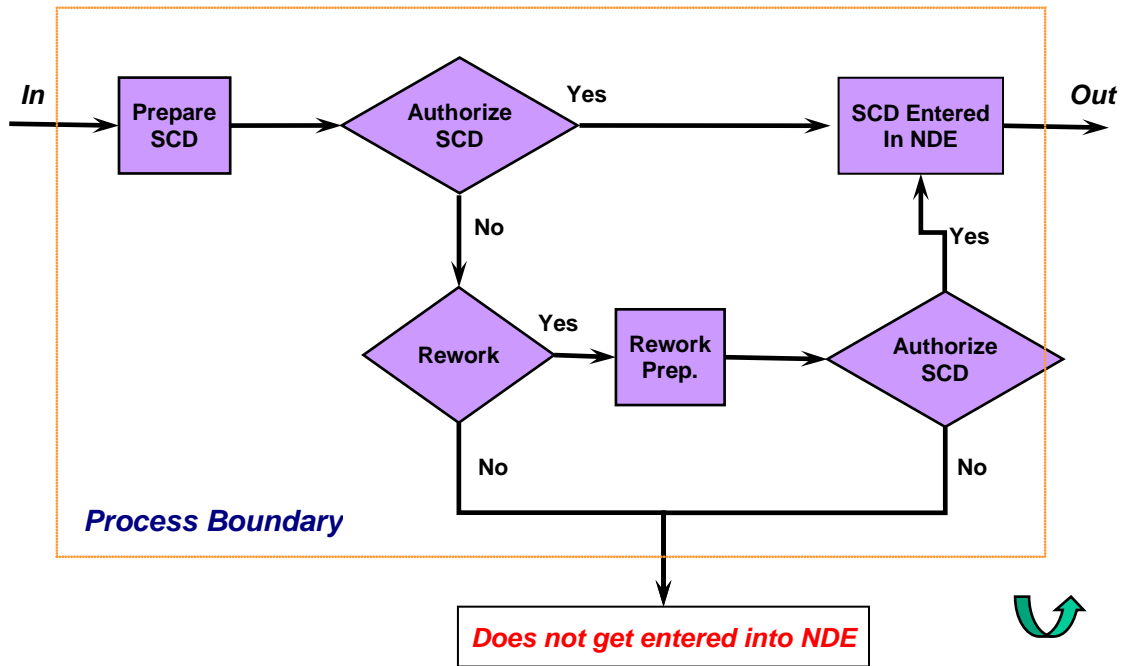 In
Prepare
SCD
Authorize
SCD
Yes
SCD Entered
In NDE
Out
No
Yes
Rework
Yes
Rework
Prep.
Authorize
SCD
No
No
Process Boundary
Does not get entered into NDE